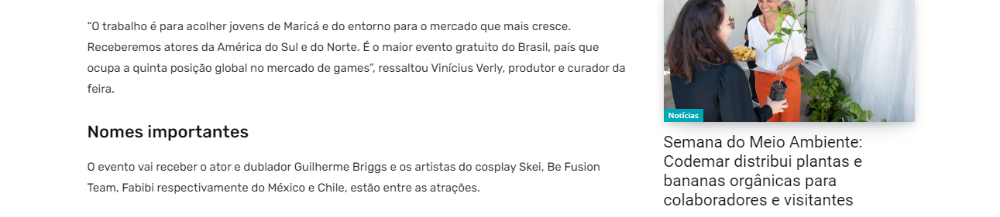 “O trabalho é para acolher jovens de Maricá e do entorno para o mercado que mais cresce.
Receberemos atores da América do Sul e do Norte. É o maior evento gratuito do Brasil, país que
ocupa a quinta posição global no mercado de games”, ressaltou Vinícius Verly, produtor e curador da
feira.
Nomes importantes
O evento vai receber o ator e dublador Guilherme Briggs e os artistas do cosplay Skei, Be Fusion
Team, Fabibi respectivamente do México e Chile, estão entre as atrações.
Notícias
Semana do Meio Ambiente:
Codemar distribui plantas e
bananas orgânicas para
colaboradores e visitantes